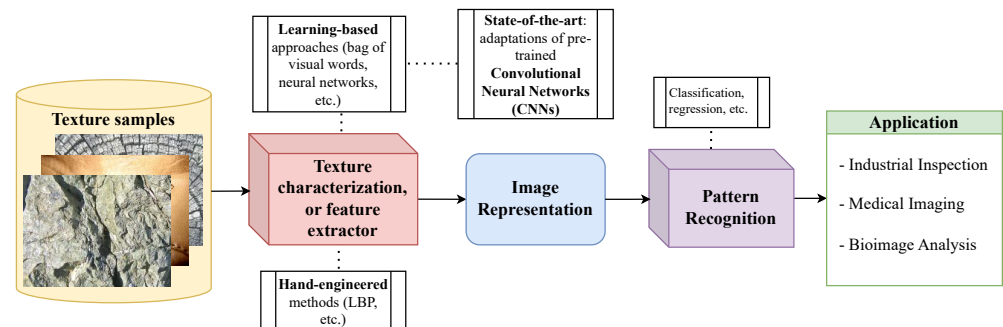 Texture samples
Learning-based
approaches (bag of
visual words,
neural networks,
etc.)
State-of-the-art:
adaptations of pre-
trained
Convolutional
Neural Networks
(CNNs)
Texture
characterization,
or feature
extractor
Hand-engineered
methods (LBP,
etc.)
Image
Representation
Classification,
regression, etc.
Pattern
Recognition
Application
- Industrial Inspection
- Medical Imaging
- Bioimage Analysis